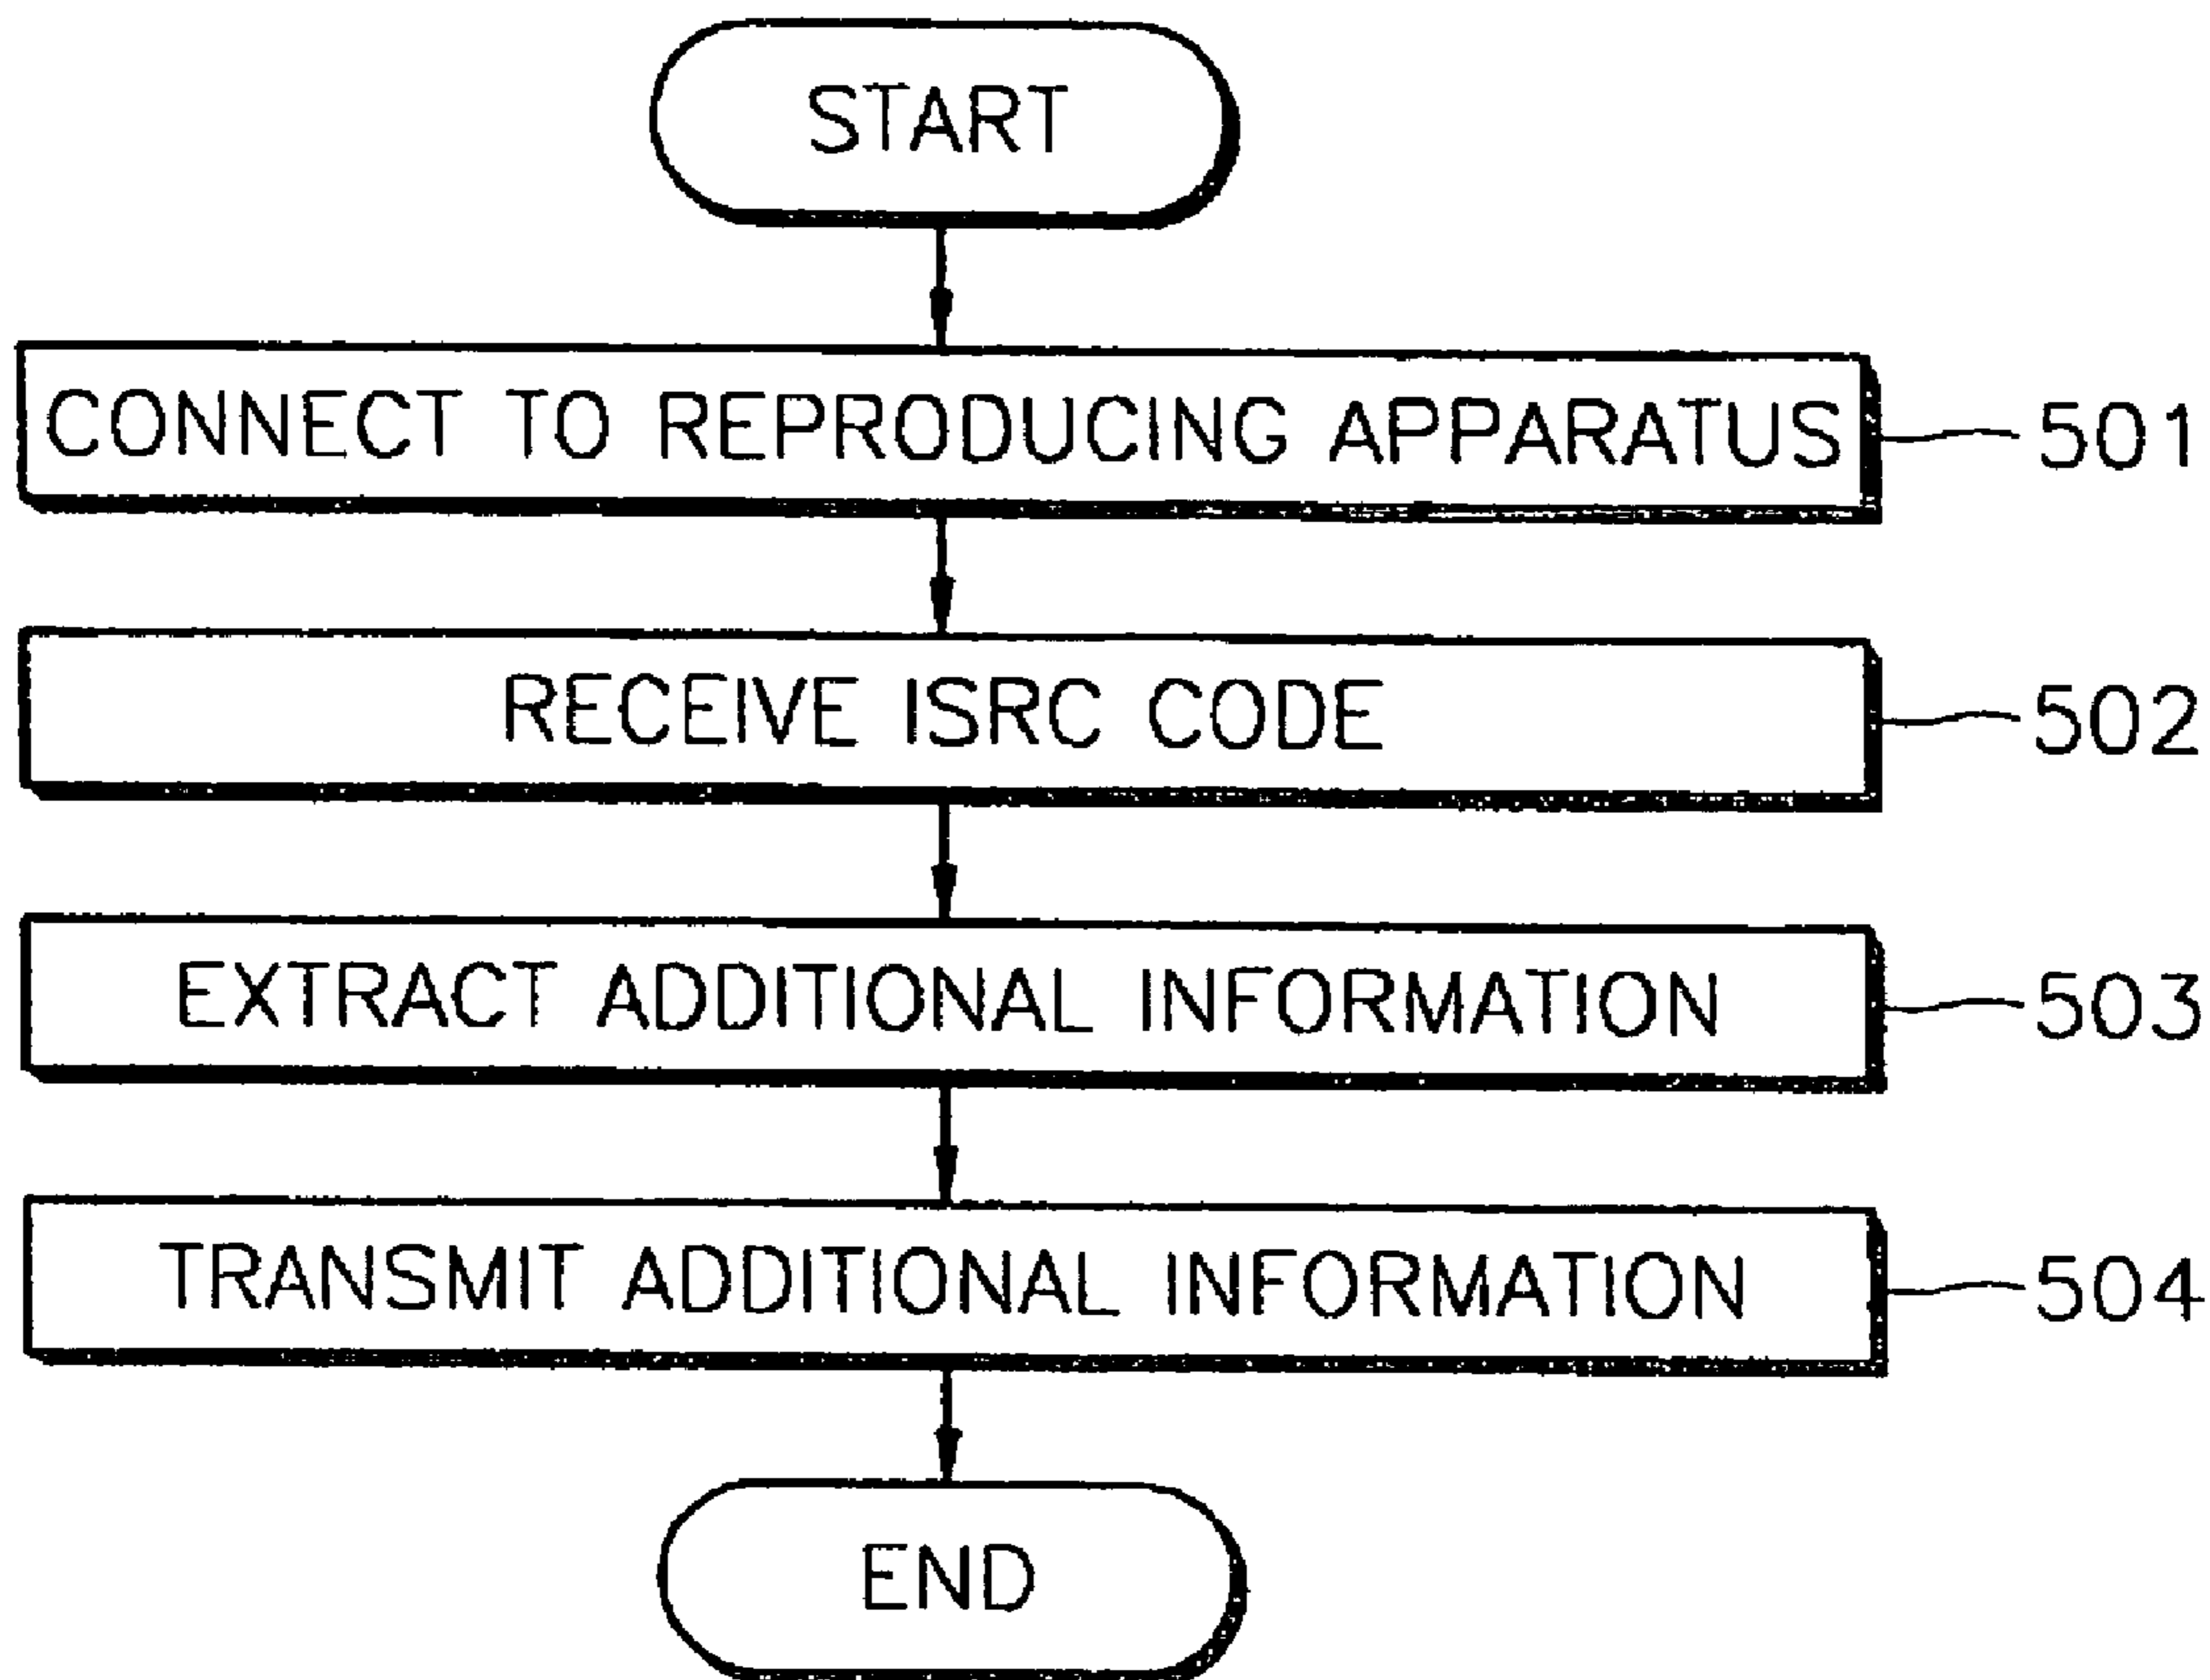 START
CONNECT TO REPRODUCING APPARATUS 501
RECEIVE ISRC CODE 502
EXTRACT ADDITIONAL INFORMATION 503
TRANSMIT ADDITIONAL INFORMATION 504
END